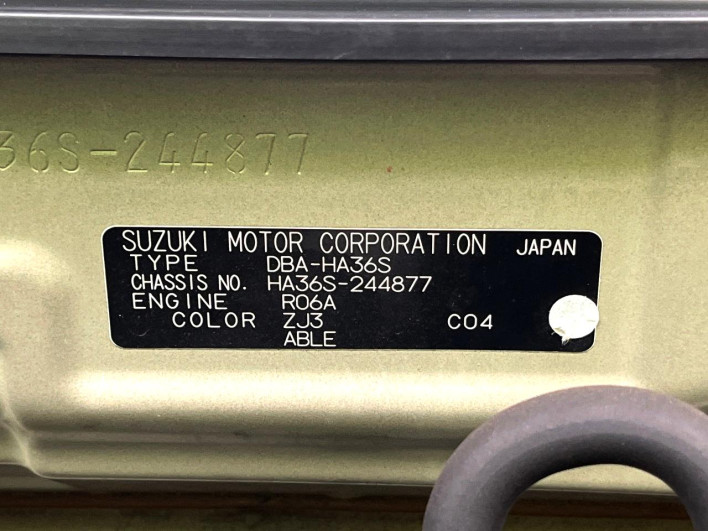 36S-244877
SUZUKI MOTOR CORPORATION JAPAN
TYPE DBA-HA36S
CHASSIS NO. HA36S-244877
ENGINE R06A
COLOR ZJ3 C04
ABLE